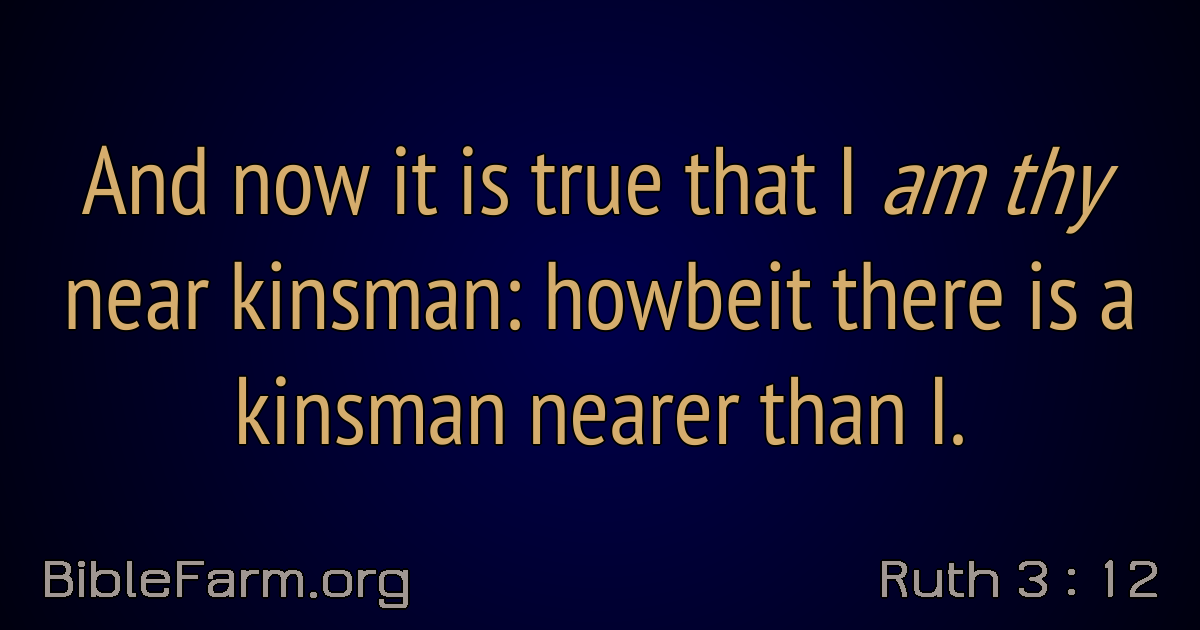 And now it is true that I am thy
near kinsman: howbeit there is a
kinsman nearer than I.
BibleFarm.org
Ruth 3 : 12